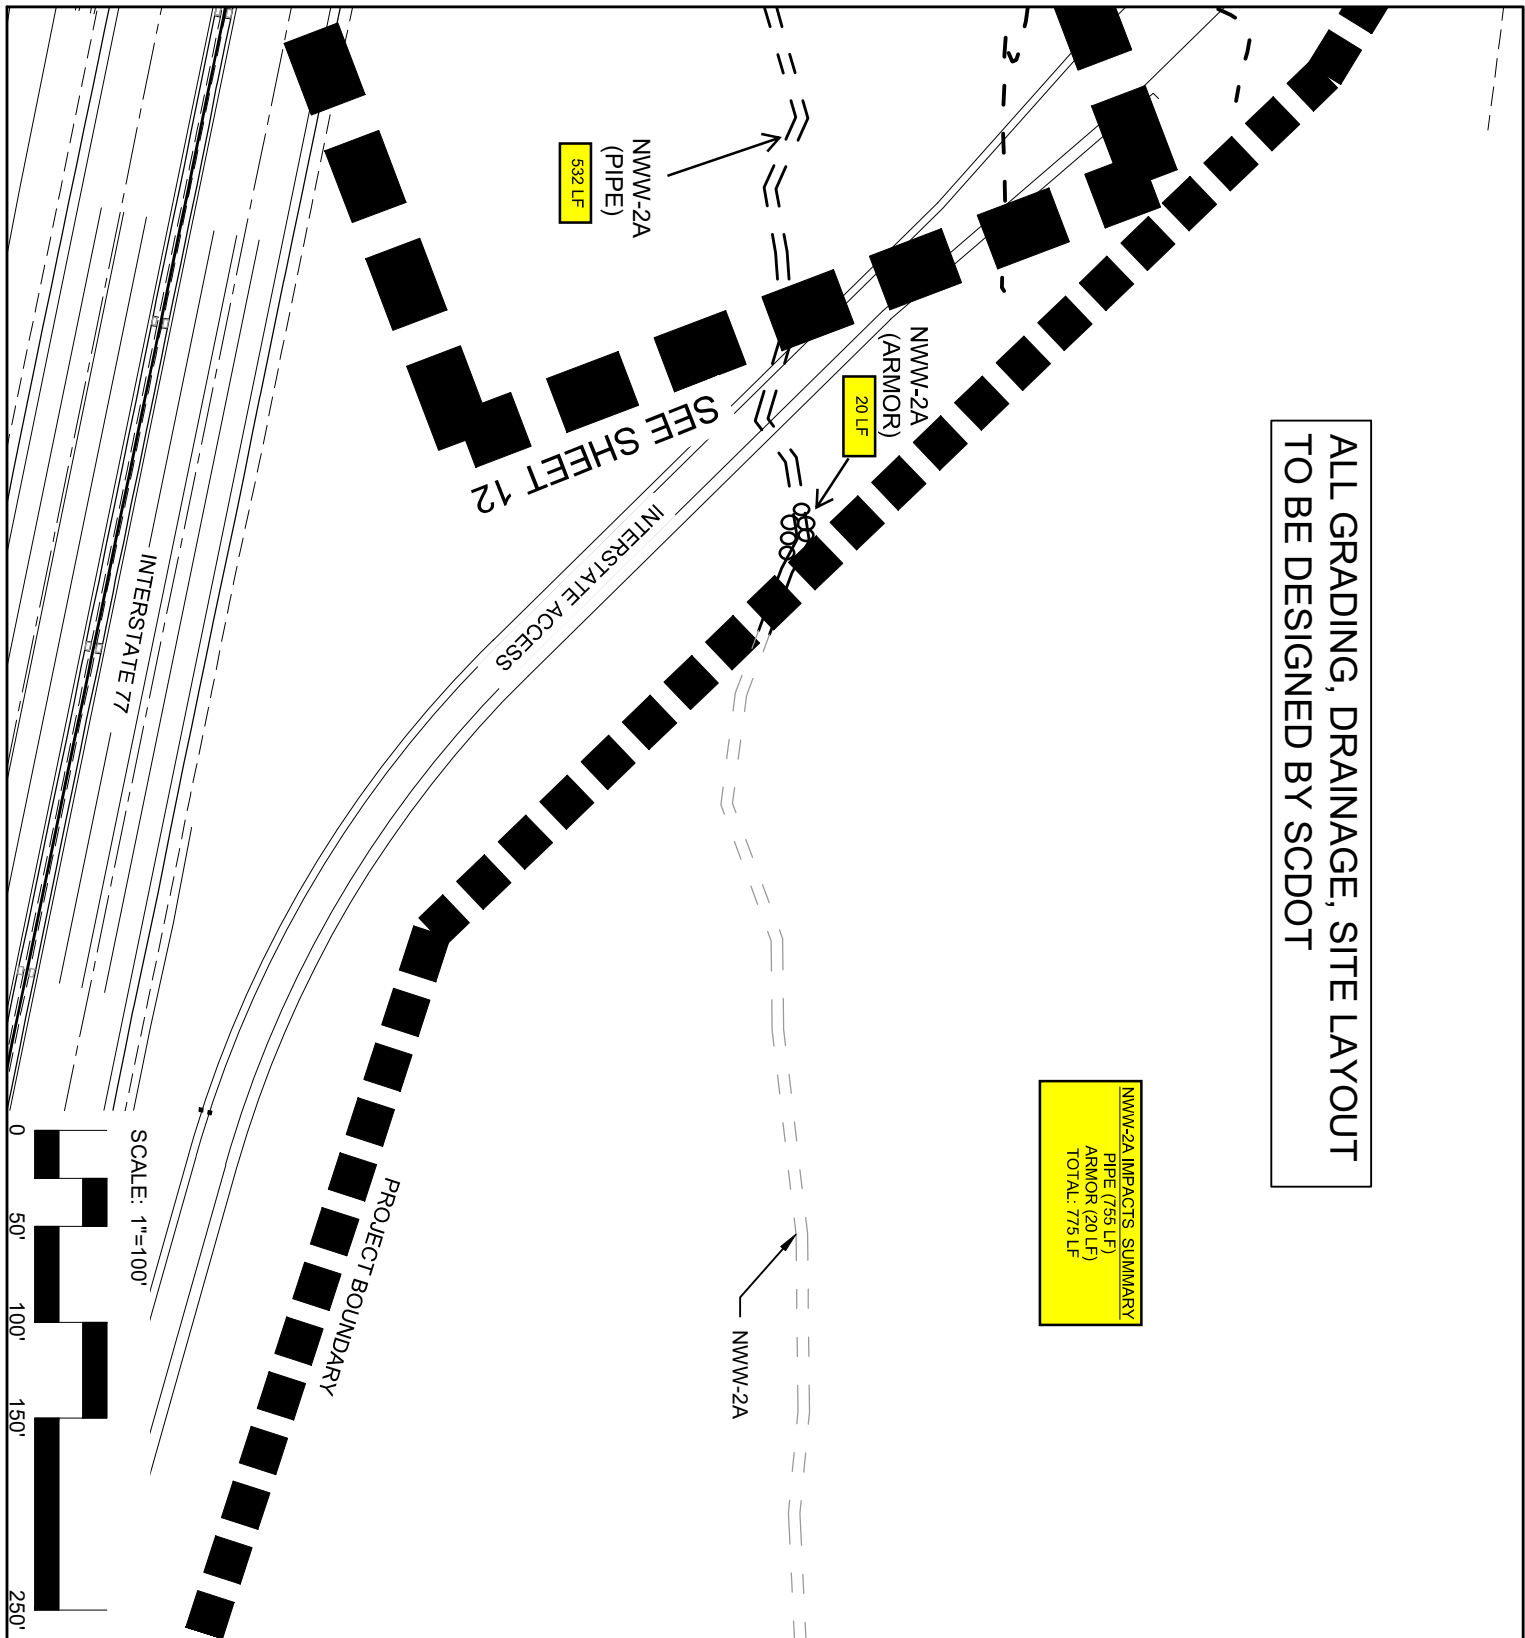 ALL GRADING, DRAINAGE, SITE LAYOUT
TO BE DESIGNED BY SCDOT
NWW-2A IMPACTS SUMMARY
PIPE (755 LF)
ARMOR (20 LF)
TOTAL: 775 LF
NWW-2A
(PIPE)
532 LF
NWW-2A
(ARMOR)
20 LF
SEE SHEET 12
INTERSTATE ACCESS
INTERSTATE 77
NWW-2A
PROJECT BOUNDARY
SCALE: 1"=100'
0 50' 100' 150' 250'